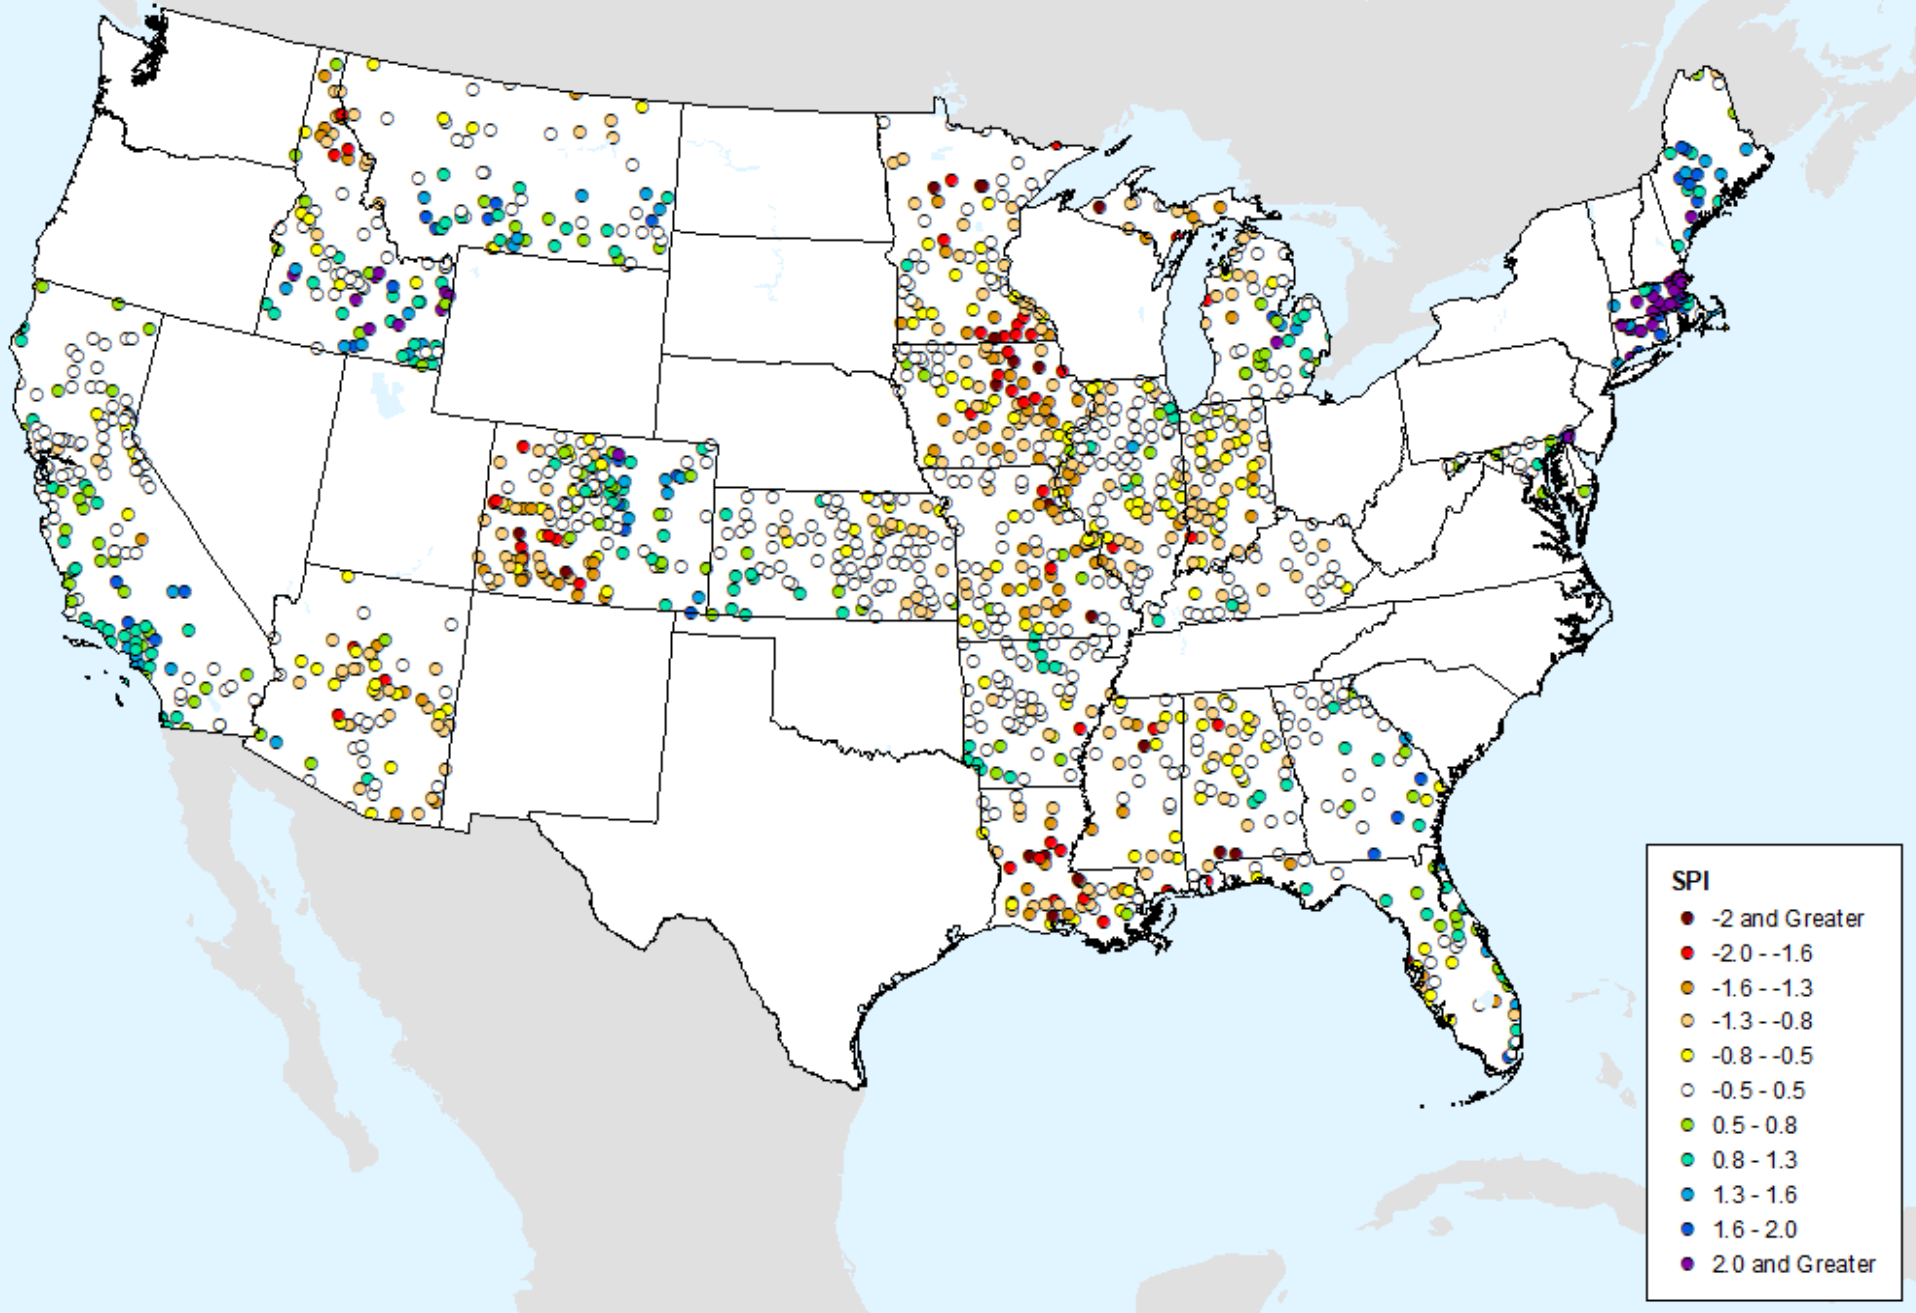 SPI
-2 and Greater
-2.0 - -1.6
-1.6 - -1.3
-1.3 - -0.8
-0.8 - -0.5
-0.5 - 0.5
0.5 - 0.8
0.8 - 1.3
1.3 - 1.6
1.6 - 2.0
2.0 and Greater